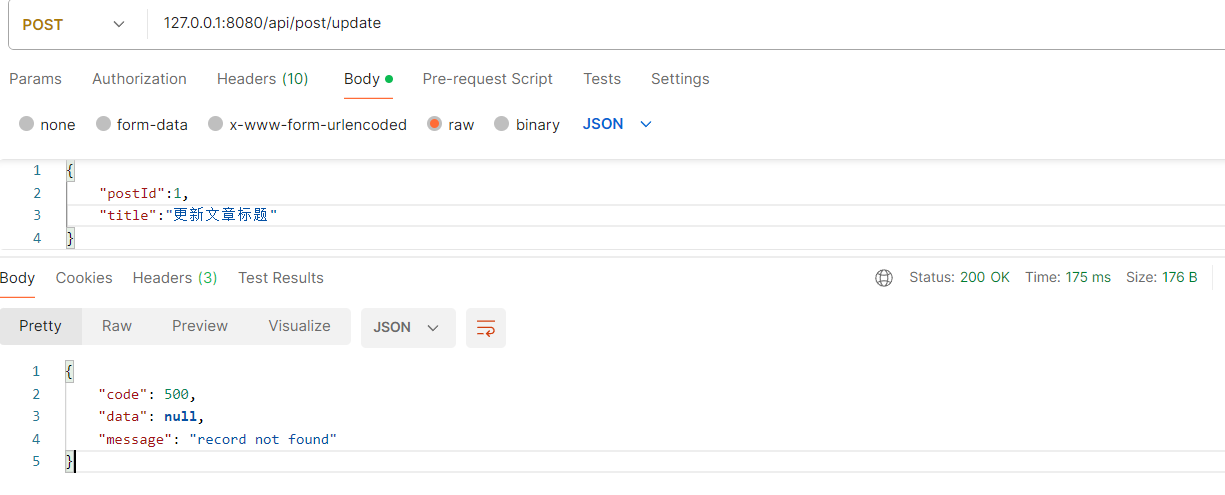 POST 127.0.0.1:8080/api/post/update
Params Authorization Headers (10) Body Pre-request Script Tests Settings
none form-data x-www-form-urlencoded raw binary JSON
1 {
2 "postId":1,
3 "title":"更新文章标题"
4 }
Body Cookies Headers (3) Test Results Status: 200 OK Time: 175 ms Size: 176 B
Pretty Raw Preview Visualize JSON
1 {
2 "code": 500,
3 "data": null,
4 "message": "record not found"
5 }